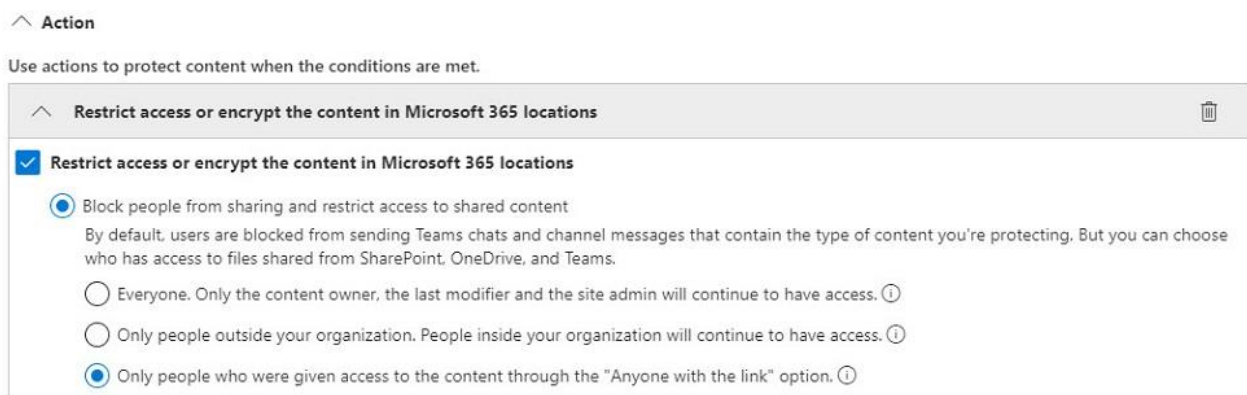 Action
Use actions to protect content when the conditions are met.
Restrict access or encrypt the content in Microsoft 365 locations
Restrict access or encrypt the content in Microsoft 365 locations
Block people from sharing and restrict access to shared content
By default, users are blocked from sending Teams chats and channel messages that contain the type of content you're protecting. But you can choose
who has access to files shared from SharePoint, OneDrive, and Teams.
Everyone. Only the content owner, the last modifier and the site admin will continue to have access.
Only people outside your organization. People inside your organization will continue to have access.
Only people who were given access to the content through the "Anyone with the link" option.